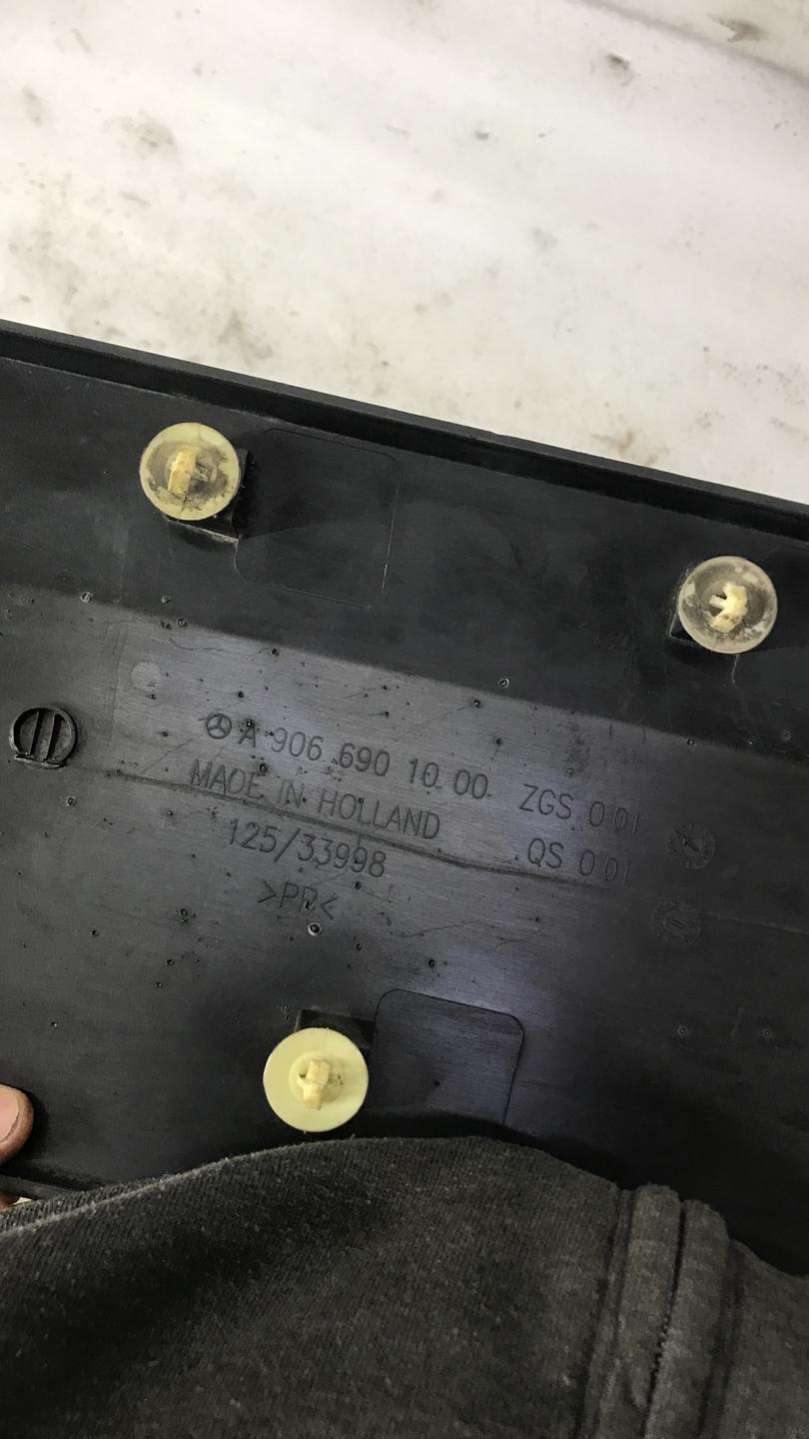 A 906 690 10 00 ZGS 001
MADE IN HOLLAND QS 001
125/33998
>PP<